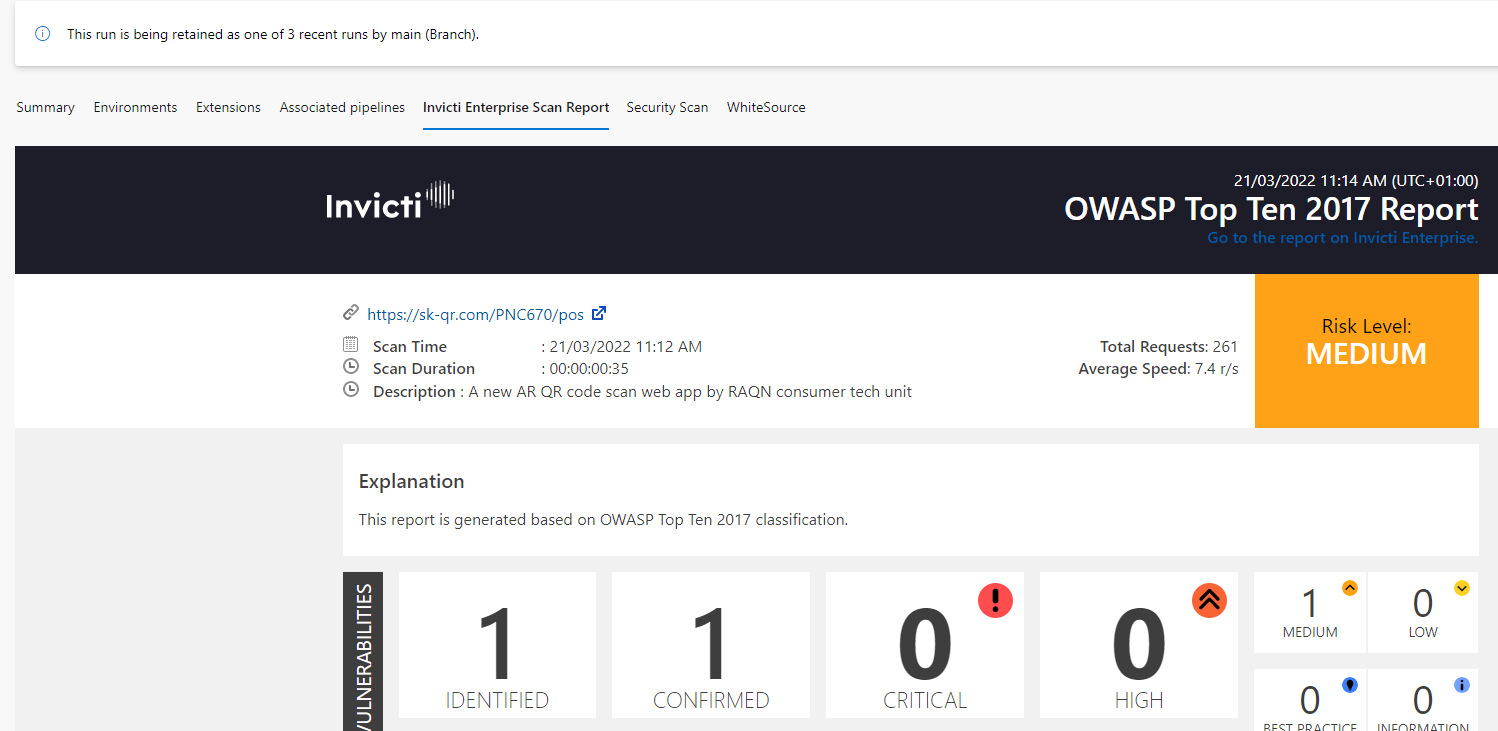 This run is being retained as one of 3 recent runs by main (Branch).
Summary Environments Extensions Associated pipelines Invicti Enterprise Scan Report Security Scan WhiteSource
Invicti
21/03/2022 11:14 AM (UTC+01:00)
OWASP Top Ten 2017 Report
Go to the report on Invicti Enterprise.
https://sk-qr.com/PNC670/pos
Scan Time : 21/03/2022 11:12 AM
Scan Duration : 00:00:00:35
Description : A new AR QR code scan web app by RAQN consumer tech unit
Total Requests: 261
Average Speed: 7.4 r/s
Risk Level:
MEDIUM
Explanation
This report is generated based on OWASP Top Ten 2017 classification.
VULNERABILITIES
1
IDENTIFIED
1
CONFIRMED
0
CRITICAL
0
HIGH
1
MEDIUM
0
LOW
0
BEST PRACTICE
0
INFORMATION